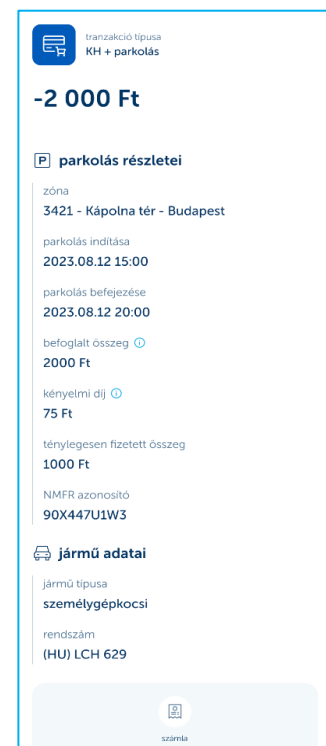 tranzakció típusa
KH + parkolás
-2 000 Ft
P parkolás részletei
zóna
3421 - Kápolna tér - Budapest
parkolás indítása
2023.08.12 15:00
parkolás befejezése
2023.08.12 20:00
befoglalt összeg
2000 Ft
kényelmi díj
75 Ft
ténylegesen fizetett összeg
1000 Ft
NMFR azonosító
90X447U1W3
jármű adatai
jármű típusa
személygépkocsi
rendszám
(HU) LCH 629
számla